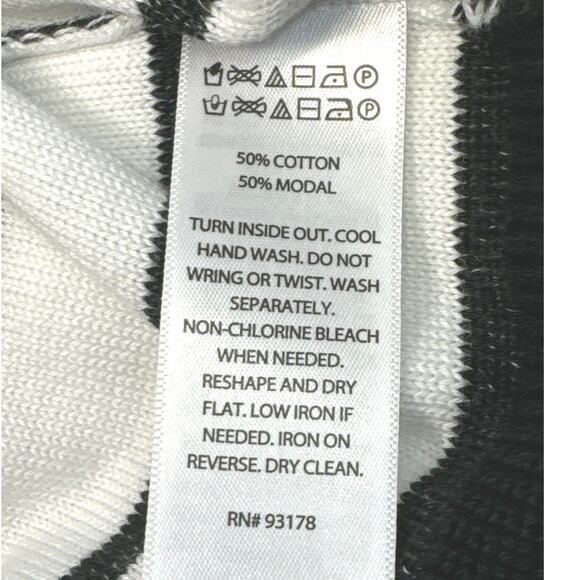 P
P
50% COTTON
50% MODAL
TURN INSIDE OUT. COOL
HAND WASH. DO NOT
WRING OR TWIST. WASH
SEPARATELY.
NON-CHLORINE BLEACH
WHEN NEEDED.
RESHAPE AND DRY
FLAT. LOW IRON IF
NEEDED. IRON ON
REVERSE. DRY CLEAN.
RN# 93178